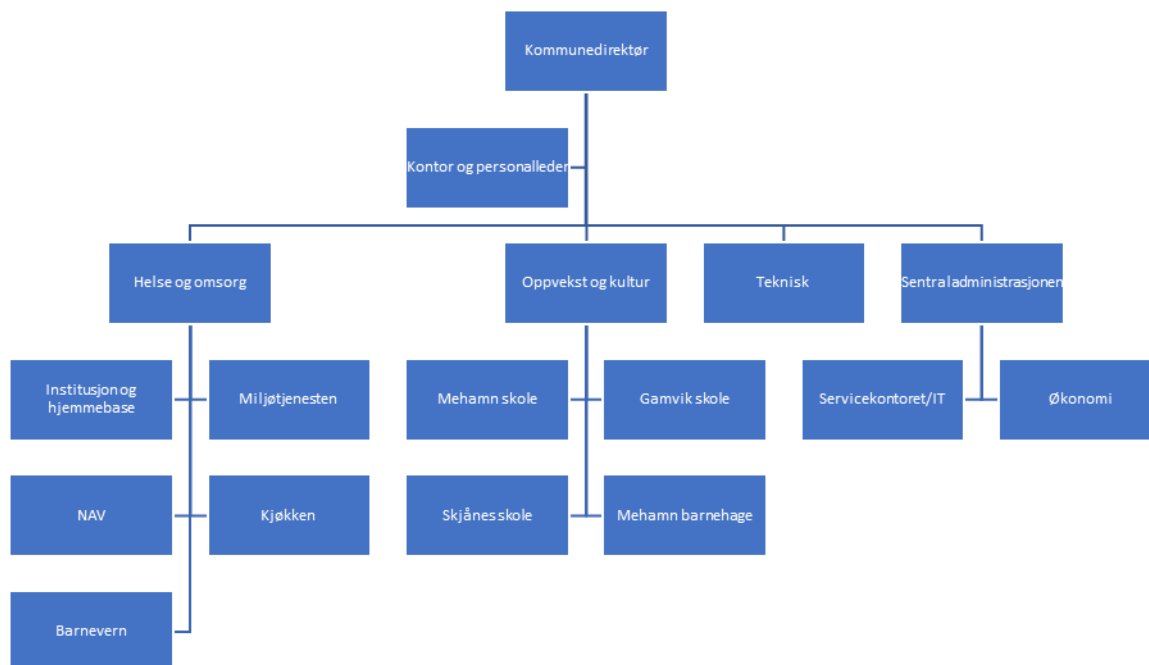 Kommunedirektør
Kontor og personalleder
Helse og omsorg
Oppvekst og kultur
Teknisk
Sentraladministrasjonen
Institusjon og
hjemmebase
Miljøtjenesten
Mehamn skole
Gamvik skole
Servicekontoret/IT
Økonomi
NAV
Kjøkken
Skjånes skole
Mehamn barnehage
Barnevern